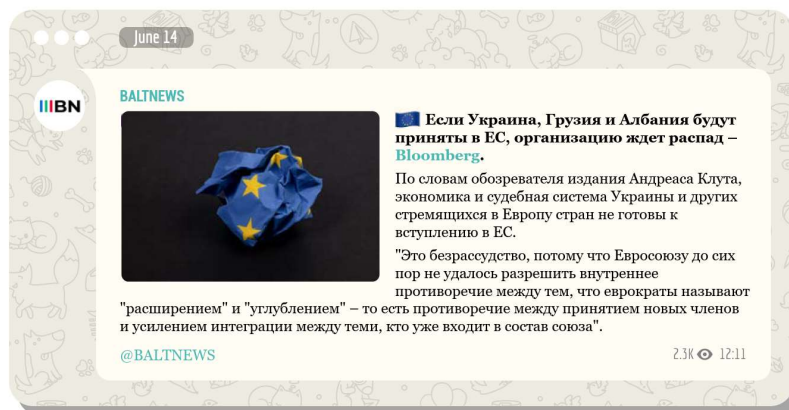 June 14
BN
BALTNEWS
Если Украина, Грузия и Албания будут
приняты в ЕС, организацию ждет распад –
Bloomberg.
По словам обозревателя издания Андреаса Клута,
экономика и судебная система Украины и других
стремящихся в Европу стран не готовы к
вступлению в ЕС.
"Это безрассудство, потому что Евросоюзу до сих
пор не удалось разрешить внутреннее
противоречие между тем, что еврократы называют
"расширением" и "углублением" – то есть противоречие между принятием новых членов
и усилением интеграции между теми, кто уже входит в состав союза".
@BALTNEWS
2.3K 12:11